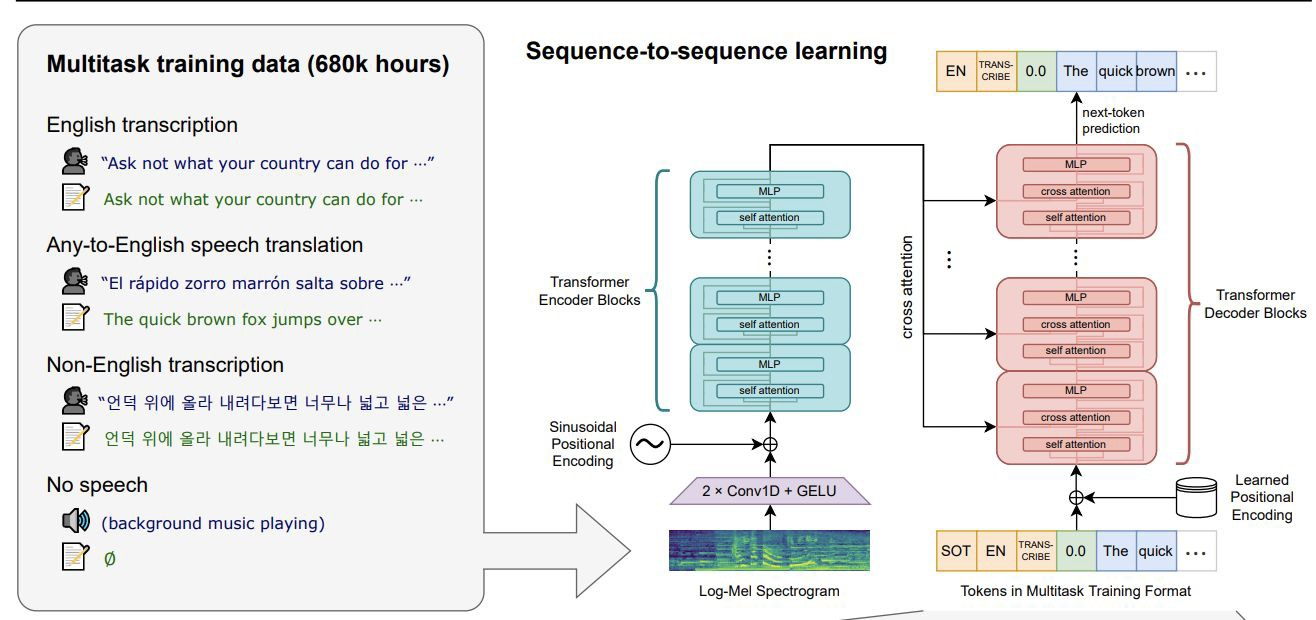 Multitask training data (680k hours)
English transcription
“Ask not what your country can do for ⋯”
Ask not what your country can do for ⋯
Any-to-English speech translation
“El rápido zorro marrón salta sobre ⋯”
The quick brown fox jumps over ⋯
Non-English transcription
“언덕 위에 올라 내려다보면 너무나 넓고 넓은 ⋯”
언덕 위에 올라 내려다보면 너무나 넓고 넓은 ⋯
No speech
(background music playing)
∅
Sequence-to-sequence learning
EN TRANS-CRIBE 0.0 The quick brown ⋯
next-token
prediction
MLP
self attention
⋮
MLP
self attention
MLP
self attention
Transformer
Encoder Blocks
Sinusoidal
Positional
Encoding
2 × Conv1D + GELU
Log-Mel Spectrogram
cross attention
⋮
MLP
cross attention
self attention
⋮
MLP
cross attention
self attention
MLP
cross attention
self attention
Transformer
Decoder Blocks
Learned
Positional
Encoding
SOT EN TRANS-CRIBE 0.0 The quick ⋯
Tokens in Multitask Training Format